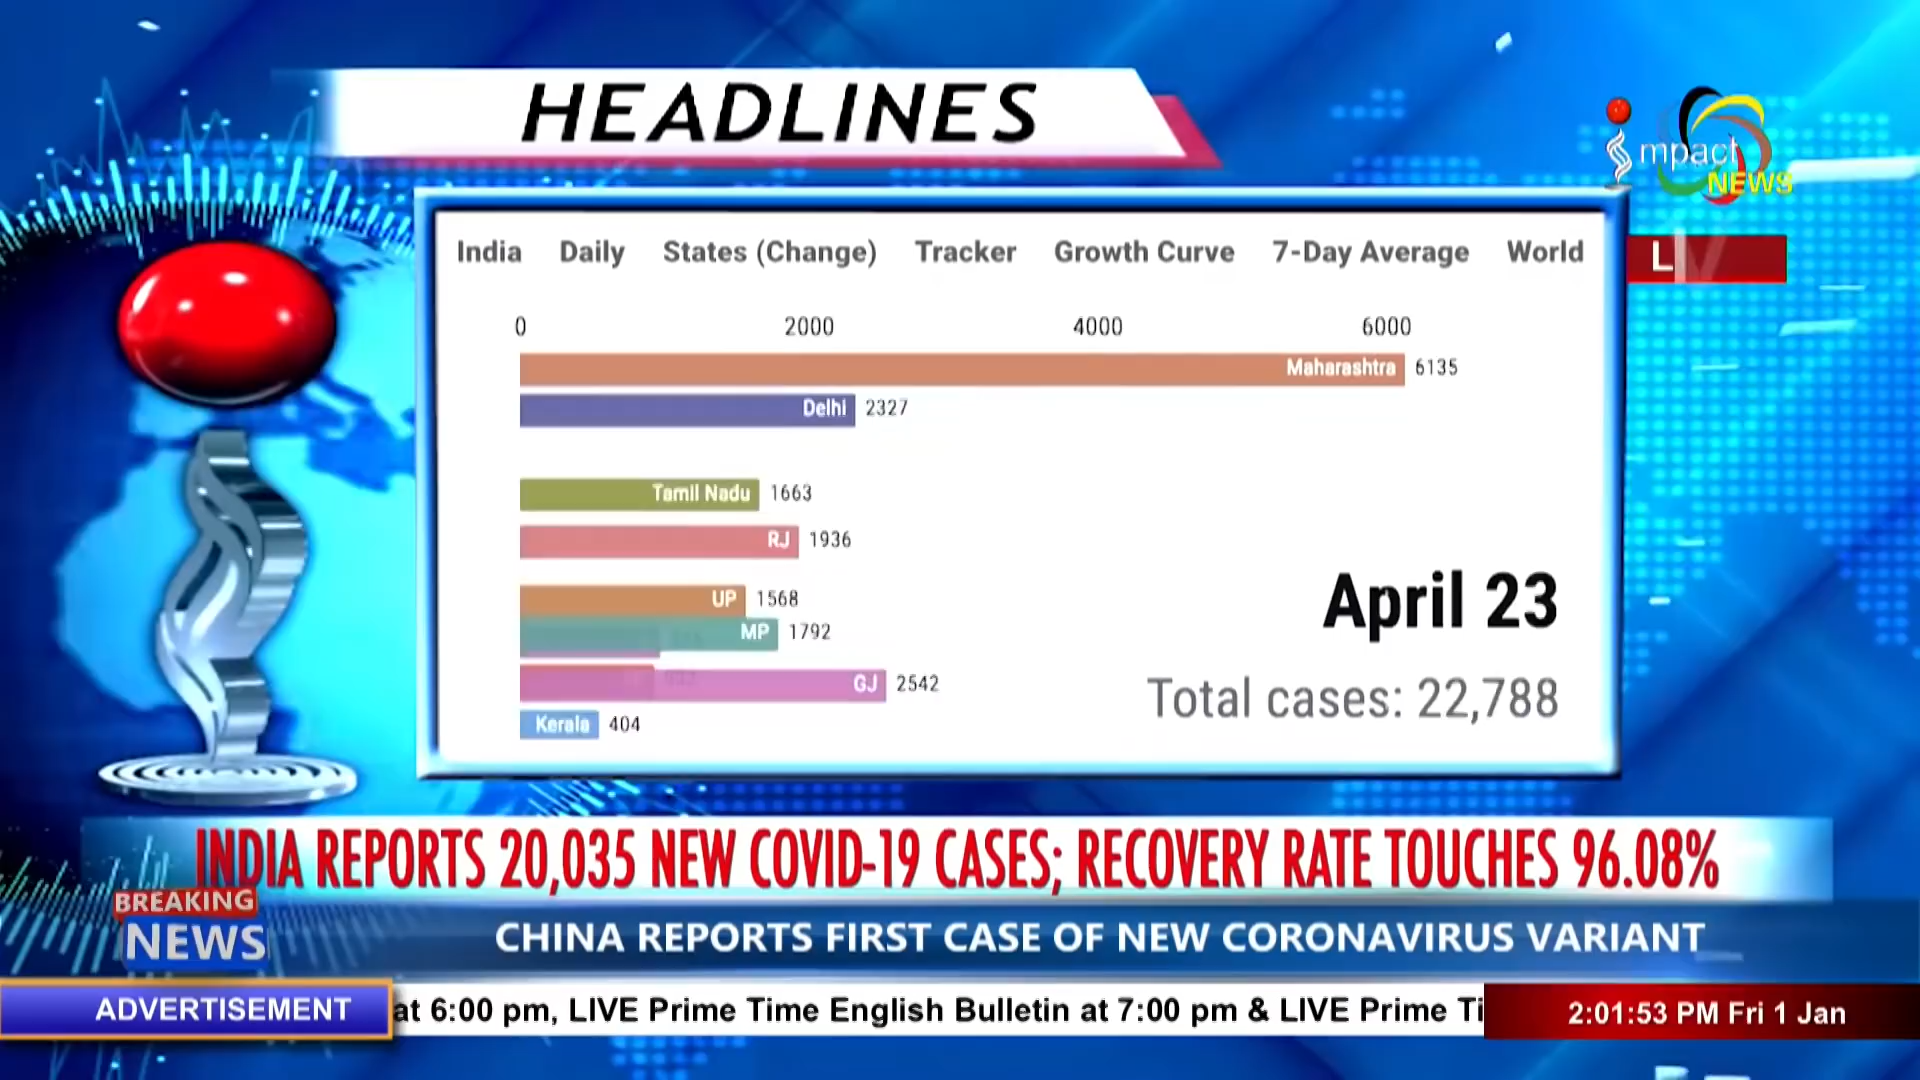 HEADLINES
mpact
NEWS
India Daily States (Change) Tracker Growth Curve 7-Day Average World
0 2000 4000 6000
Maharashtra 6135
Delhi 2327
Tamil Nadu 1663
RJ 1936
UP 1568
MP 1792
GJ 2542
Kerala 404
April 23
Total cases: 22,788
INDIA REPORTS 20,035 NEW COVID-19 CASES; RECOVERY RATE TOUCHES 96.08%
BREAKING
NEWS
CHINA REPORTS FIRST CASE OF NEW CORONAVIRUS VARIANT
ADVERTISEMENT
at 6:00 pm, LIVE Prime Time English Bulletin at 7:00 pm & LIVE Prime Ti
2:01:53 PM Fri 1 Jan